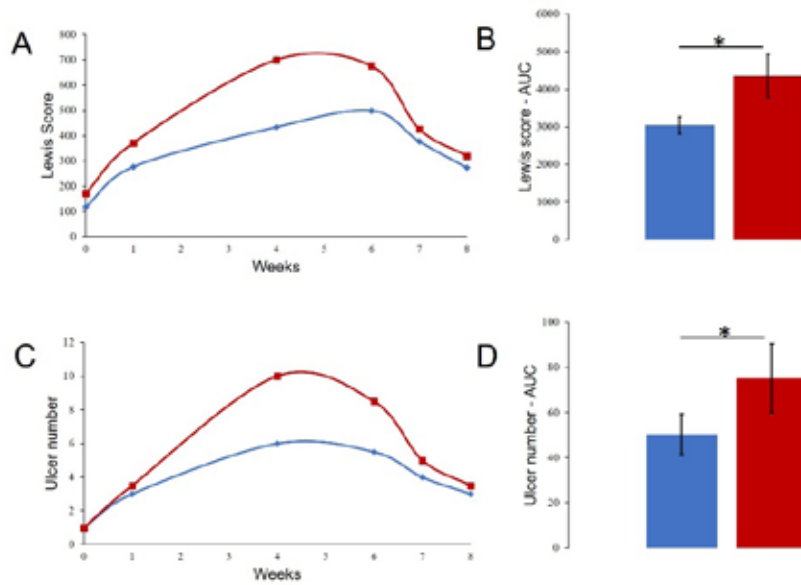 A
Lewis Score
800
700
600
500
400
300
200
100
0
0 1 2 3 4 5 6 7 8
Weeks
B
Lewis score - AUC
6000
5000
4000
3000
2000
1000
0
*
C
Ulcer number
12
10
8
6
4
2
0
0 1 2 3 4 5 6 7 8
Weeks
D
Ulcer number - AUC
100
80
60
40
20
0
*